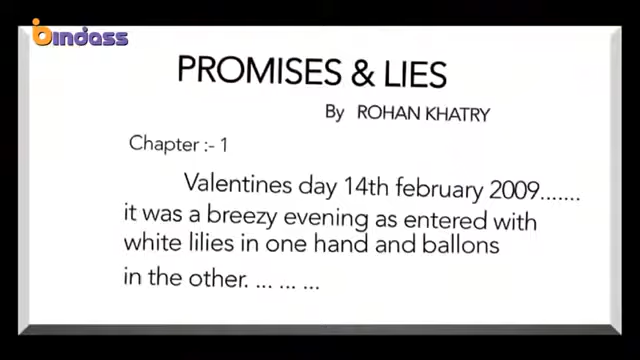 bindass
PROMISES & LIES
By ROHAN KHATRY
Chapter :- 1
Valentines day 14th february 2009.......
it was a breezy evening as entered with
white lilies in one hand and ballons
in the other. ... ... ...